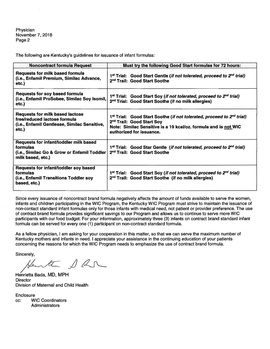 Physician
November 7, 2018
Page 2
The following are Kentucky's guidelines for issuance of infant formulas:
Noncontract formula Request
Must try the following Good Start formulas for 72 hours:
Requests for milk based formula
(i.e., Enfamil Premium, Similac Advance,
etc.)
1st Trial: Good Start Gentle (if not tolerated, proceed to 2nd trial)
2nd Trail: Good Start Soothe
Requests for soy based formula
(i.e., Enfamil ProSobee, Similac Soy Isomil,
etc.)
1st Trial: Good Start Soy (if not tolerated, proceed to 2nd trial)
2nd Trail: Good Start Soothe (if no milk allergies)
Requests for milk based lactose
free/reduced lactose formula
(i.e., Enfamil Gentlease, Similac Sensitive,
etc.)
1st Trial: Good Start Soothe (if not tolerated, proceed to 2nd trial)
2nd Trail: Good Start Soy
Note: Similac Sensitive is a 19 kcal/oz. formula and is not WIC
authorized for issuance.
Requests for infant/toddler milk based
formula
(i.e., Similac Go & Grow or Enfamil Toddler
milk based, etc.)
1st Trial: Good Star Gentle (if not tolerated, proceed to 2nd trial)
2nd Trail: Good Start Soothe
Requests for infant/toddler soy based
formula
(i.e., Enfamil Transitions Toddler soy
based, etc.)
1st Trial: Good Start Soy (if not tolerated, proceed to 2nd trial)
2nd Trail: Good Start Soothe (if no milk allergies)
Since every issuance of noncontract brand formula negatively affects the amount of funds available to serve the women,
infants and children participating in the WIC Program, the Kentucky WIC Program must strive to maintain the issuance of
non-contract standard infant formulas only for those infants with medical need, not patient or provider preference. The use
of contract brand formula provides significant savings to our Program and allows us to continue to serve more WIC
participants with our food budget. For your information, approximately three (3) infants on contract brand standard infant
formula can be served for every one (1) participant on non-contract standard formula.
As a fellow physician, I am asking for your cooperation in this matter, so that we can serve the maximum number of
Kentucky mothers and infants in need. I appreciate your assistance in the continuing education of your patients
concerning the reasons for which the WIC Program needs to emphasize the use of contract brand formula.
Sincerely,
Henrietta Bada, MD, MPH
Director
Division of Maternal and Child Health
Enclosure
cc: WIC Coordinators
Administrators